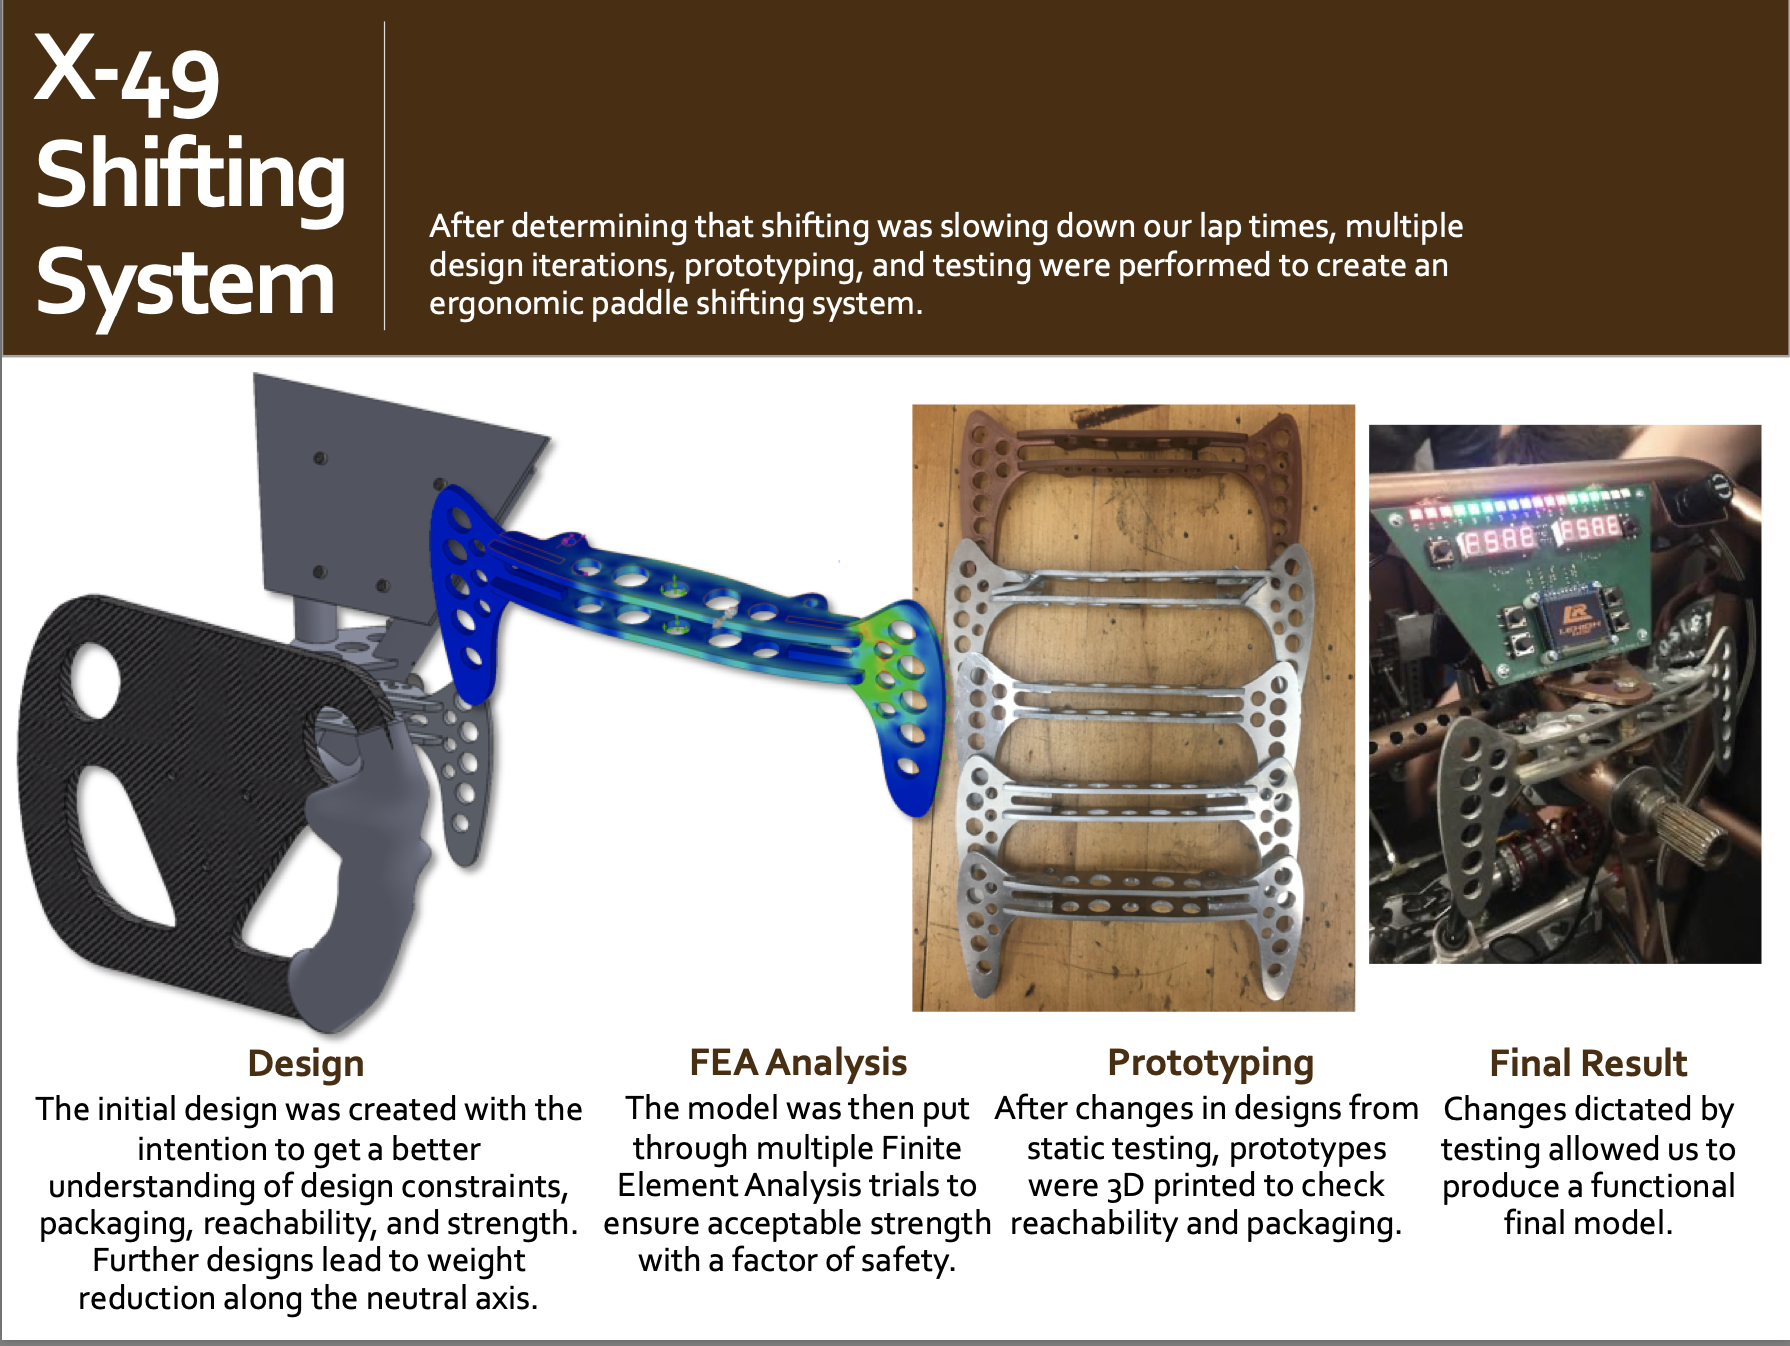 X-49
Shifting
System
After determining that shifting was slowing down our lap times, multiple
design iterations, prototyping, and testing were performed to create an
ergonomic paddle shifting system.
FSAE FSAE
LR
LEHIGH
Design
The initial design was created with the
intention to get a better
understanding of design constraints,
packaging, reachability, and strength.
Further designs lead to weight
reduction along the neutral axis.
FEA Analysis
The model was then put
through multiple Finite
Element Analysis trials to
ensure acceptable strength
with a factor of safety.
Prototyping
After changes in designs from
static testing, prototypes
were 3D printed to check
reachability and packaging.
Final Result
Changes dictated by
testing allowed us to
produce a functional
final model.